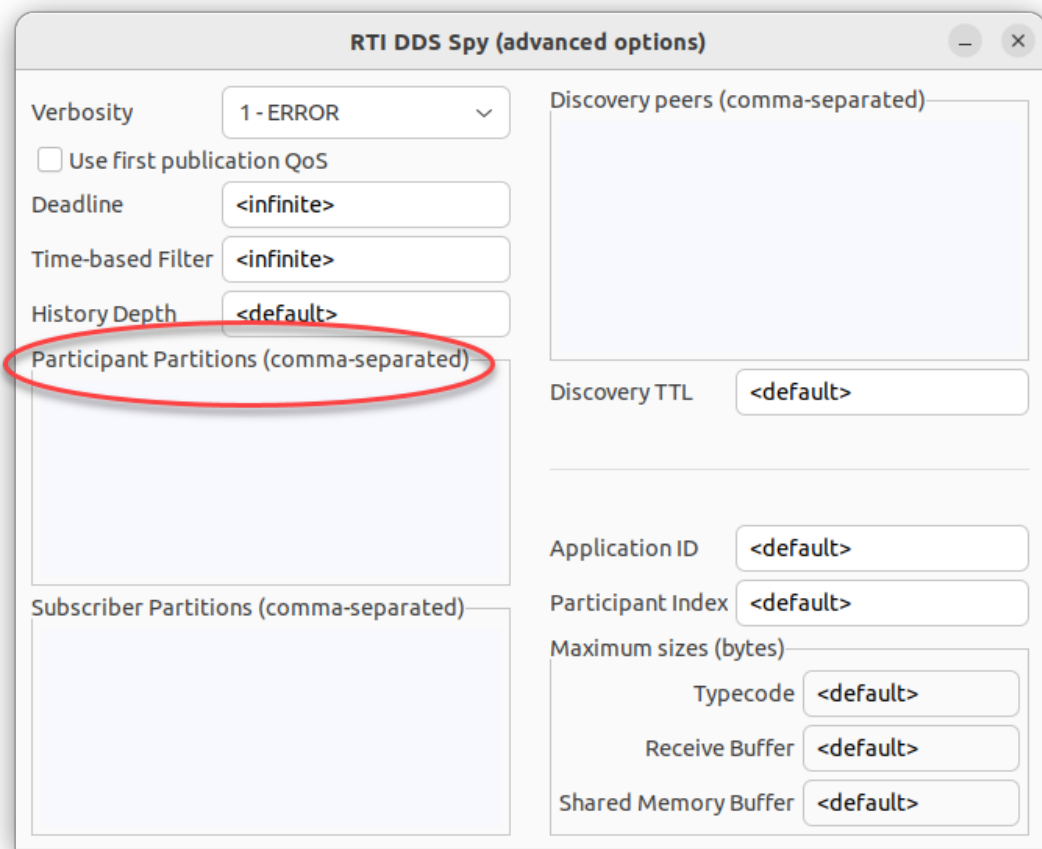 RTI DDS Spy (advanced options)
Verbosity
1 - ERROR
Use first publication QoS
Deadline
<infinite>
Time-based Filter
<infinite>
History Depth
<default>
Participant Partitions (comma-separated)
Subscriber Partitions (comma-separated)
Discovery peers (comma-separated)
Discovery TTL
<default>
Application ID
<default>
Participant Index
<default>
Maximum sizes (bytes)
Typecode
<default>
Receive Buffer
<default>
Shared Memory Buffer
<default>